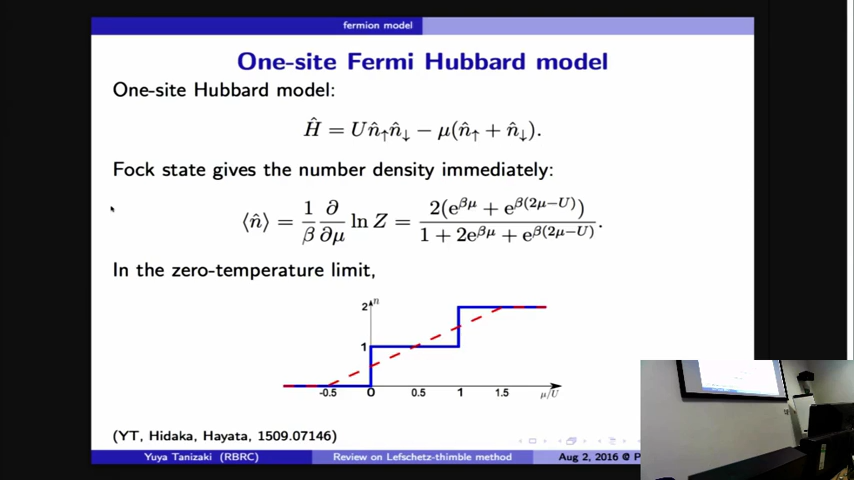 fermion model
One-site Fermi Hubbard model
One-site Hubbard model:
Ĥ = Un̂↑n̂↓ − μ(n̂↑ + n̂↓).
Fock state gives the number density immediately:
⟨n̂⟩ = 1/β ∂/∂μ ln Z = 2(e^{βμ} + e^{β(2μ−U)}) / 1 + 2e^{βμ} + e^{β(2μ−U)}.
In the zero-temperature limit,
2 n
1
-0.5 0 0.5 1 1.5 μ/U
(YT, Hidaka, Hayata, 1509.07146)
Yuya Tanizaki (RBRC) Review on Lefschetz-thimble method Aug 2, 2016 @ P